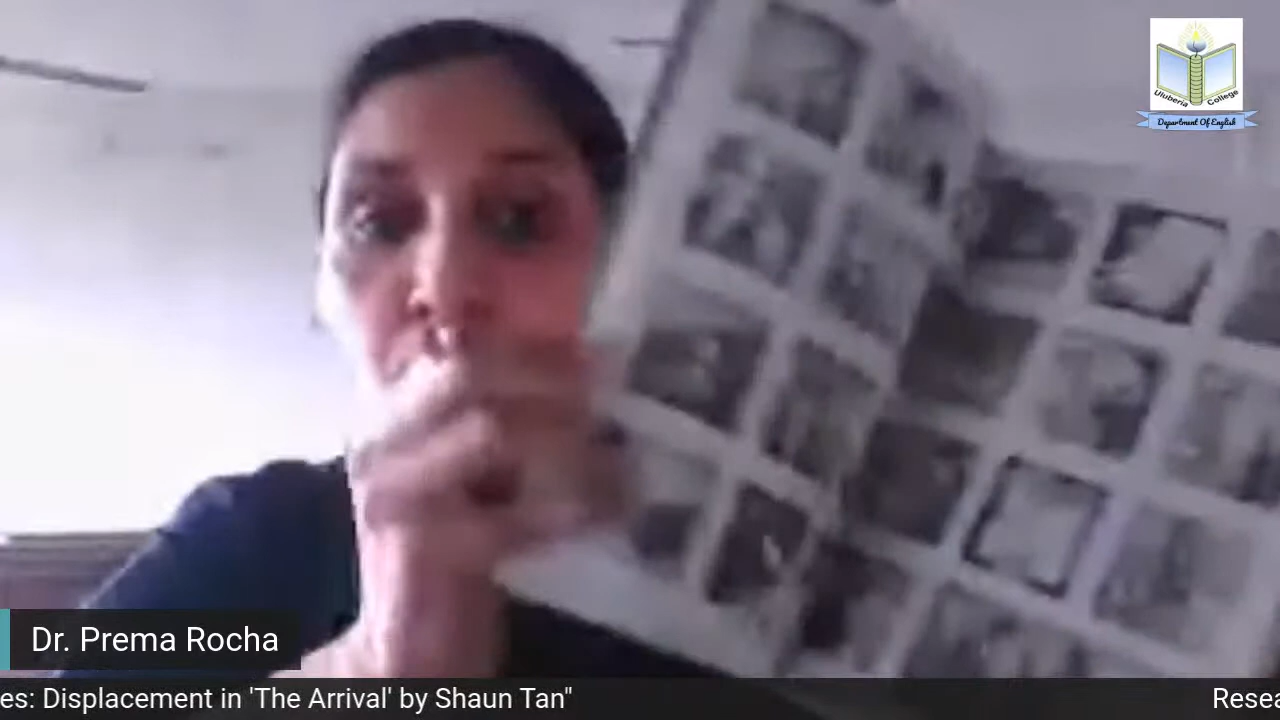 Uluberia College
Department Of English
Dr. Prema Rocha
es: Displacement in 'The Arrival' by Shaun Tan" Resea